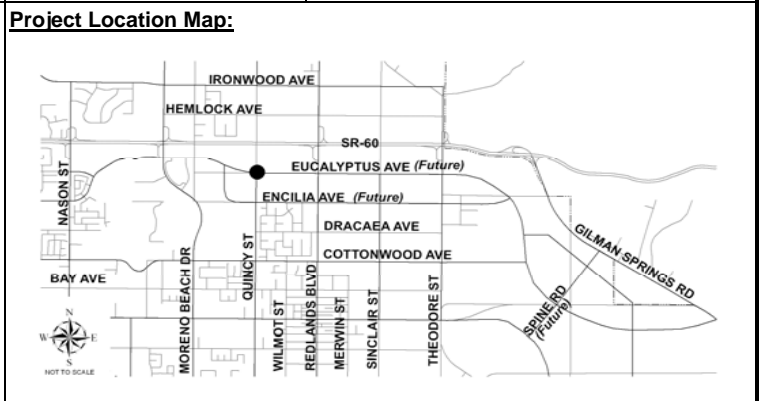 Project Location Map:
IRONWOOD AVE
HEMLOCK AVE
SR-60
EUCALYPTUS AVE (Future)
ENCILIA AVE (Future)
NASON ST
DRACAEA AVE
GILMAN SPRINGS RD
COTTONWOOD AVE
BAY AVE
MORENO BEACH DR
QUINCY ST
WILMOT ST
REDLANDS BLVD
MERWIN ST
SINCLAIR ST
THEODORE ST
SPINE RD
(Future)
N
W E
S
NOT TO SCALE